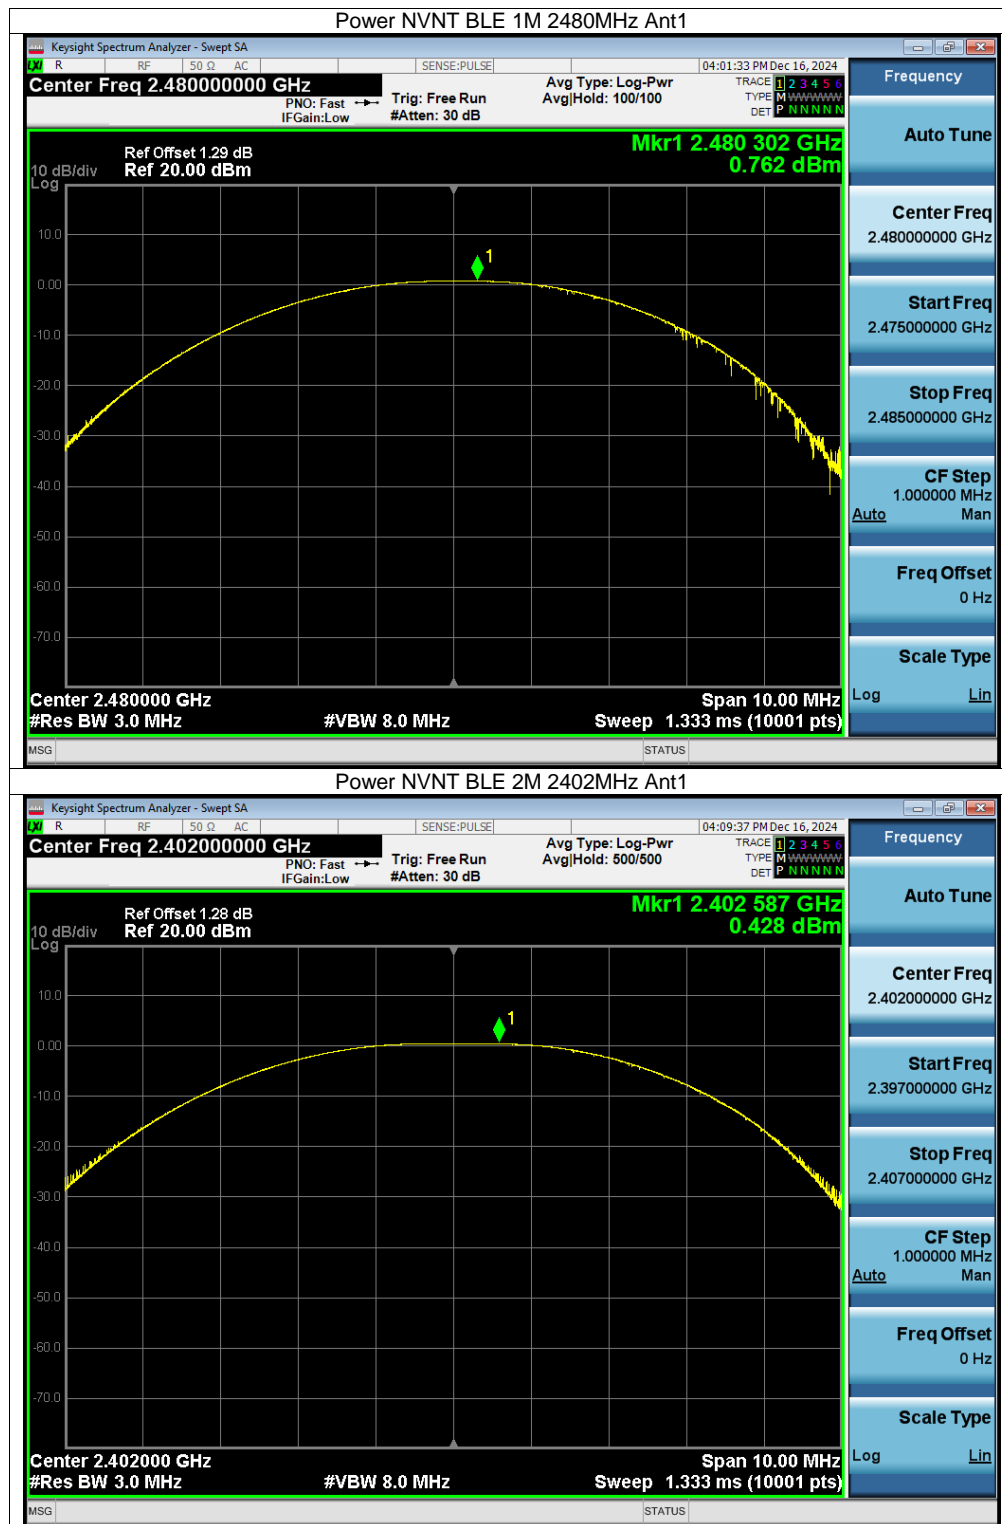 Power NVNT BLE 1M 2480MHz Ant1
Keysight Spectrum Analyzer - Swept SA
LXI R RF 50 Ω AC SENSE:PULSE 04:01:33 PM Dec 16, 2024
Center Freq 2.480000000 GHz
PNO: Fast
IFGain:Low
Trig: Free Run
#Atten: 30 dB
Avg Type: Log-Pwr
Avg|Hold: 100/100
TRACE 1 2 3 4 5 6
TYPE M WWWWW
DET P N N N N N
Ref Offset 1.29 dB
10 dB/div Ref 20.00 dBm
Log
Mkr1 2.480 302 GHz
0.762 dBm
10.0
0.00
-10.0
-20.0
-30.0
-40.0
-50.0
-60.0
-70.0
1
Center 2.480000 GHz Span 10.00 MHz
#Res BW 3.0 MHz #VBW 8.0 MHz Sweep 1.333 ms (10001 pts)
MSG STATUS
Frequency
Auto Tune
Center Freq
2.480000000 GHz
Start Freq
2.475000000 GHz
Stop Freq
2.485000000 GHz
CF Step
1.000000 MHz
Auto Man
Freq Offset
0 Hz
Scale Type
Log Lin
Power NVNT BLE 2M 2402MHz Ant1
Keysight Spectrum Analyzer - Swept SA
LXI R RF 50 Ω AC SENSE:PULSE 04:09:37 PM Dec 16, 2024
Center Freq 2.402000000 GHz
PNO: Fast
IFGain:Low
Trig: Free Run
#Atten: 30 dB
Avg Type: Log-Pwr
Avg|Hold: 500/500
TRACE 1 2 3 4 5 6
TYPE M WWWWW
DET P N N N N N
Ref Offset 1.28 dB
10 dB/div Ref 20.00 dBm
Log
Mkr1 2.402 587 GHz
0.428 dBm
10.0
0.00
-10.0
-20.0
-30.0
-40.0
-50.0
-60.0
-70.0
1
Center 2.402000 GHz Span 10.00 MHz
#Res BW 3.0 MHz #VBW 8.0 MHz Sweep 1.333 ms (10001 pts)
MSG STATUS
Frequency
Auto Tune
Center Freq
2.402000000 GHz
Start Freq
2.397000000 GHz
Stop Freq
2.407000000 GHz
CF Step
1.000000 MHz
Auto Man
Freq Offset
0 Hz
Scale Type
Log Lin